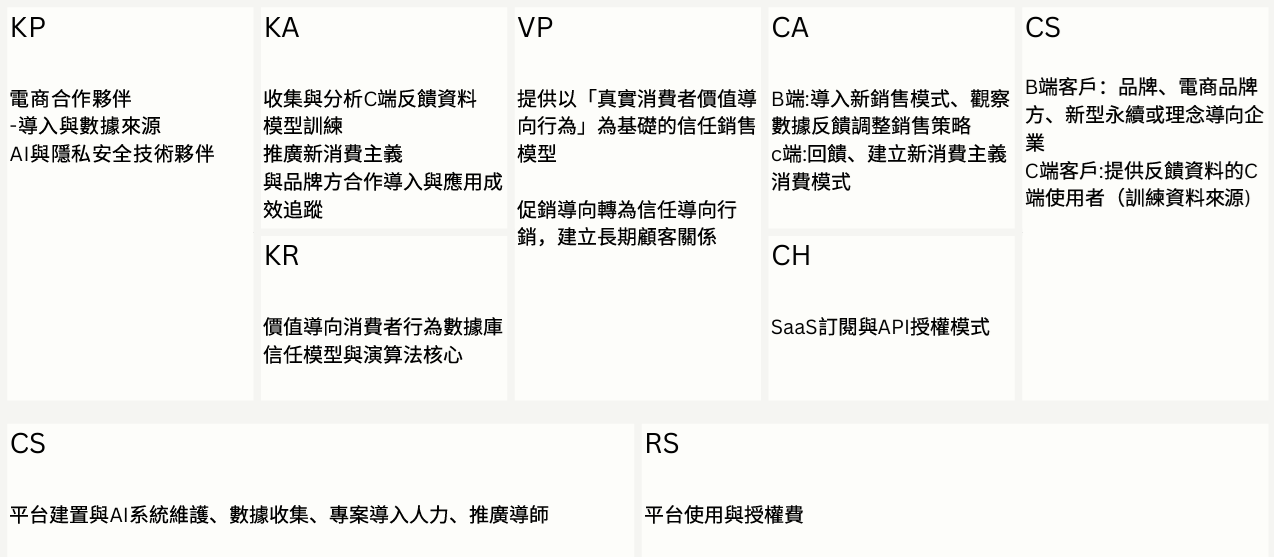 KP
電商合作夥伴
-導入與數據來源
AI與隱私安全技術夥伴
KA
收集與分析C端反饋資料
模型訓練
推廣新消費主義
與品牌方合作導入與應用成
效追蹤
KR
價值導向消費者行為數據庫
信任模型與演算法核心
VP
提供以「真實消費者價值導
向行為」為基礎的信任銷售
模型
促銷導向轉為信任導向行
銷，建立長期顧客關係
CA
B端:導入新銷售模式、觀察
數據反饋調整銷售策略
c端:回饋、建立新消費主義
消費模式
CH
SaaS訂閱與API授權模式
CS
B端客戶：品牌、電商品牌
方、新型永續或理念導向企
業
C端客戶:提供反饋資料的C
端使用者（訓練資料來源)
CS
平台建置與AI系統維護、數據收集、專案導入人力、推廣導師
RS
平台使用與授權費